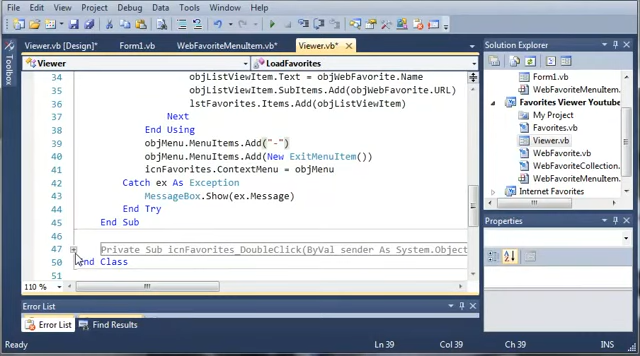 File Edit View Project Debug Data Tools Window Help
Viewer.vb [Design]* Form1.vb WebFavoriteMenuItem.vb* Viewer.vb*
Toolbox
Viewer LoadFavorites
34 objListViewItem.Text = objWebFavorite.Name
35 objListViewItem.SubItems.Add(objWebFavorite.URL)
36 lstFavorites.Items.Add(objListViewItem)
37 Next
38 End Using
39 objMenu.MenuItems.Add("-")
40 objMenu.MenuItems.Add(New ExitMenuItem())
41 icnFavorites.ContextMenu = objMenu
42 Catch ex As Exception
43 MessageBox.Show(ex.Message)
44 End Try
45 End Sub
46
47 Private Sub icnFavorites_DoubleClick(ByVal sender As System.Object
50 End Class
51
110 %
Error List
Error List Find Results
Solution Explorer
Form1.vb
WebFavoriteMenuItem.
Favorites Viewer Youtube
My Project
Favorites.vb
Viewer.vb
WebFavorite.vb
WebFavoriteCollection.
WebFavoriteMenuItem.
Internet Favorites
Properties
Ready Ln 39 Col 39 Ch 39 INS